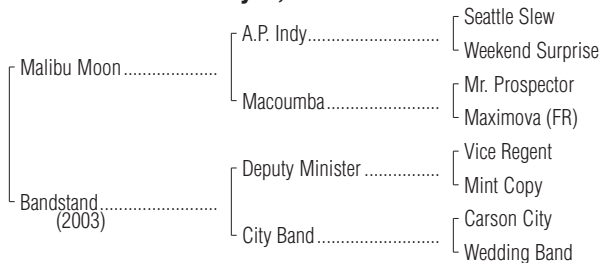 Seattle Slew
A.P. Indy
Weekend Surprise
Malibu Moon
Mr. Prospector
Macoumba
Maximova (FR)
Vice Regent
Deputy Minister
Mint Copy
Bandstand
(2003)
Carson City
City Band
Wedding Band